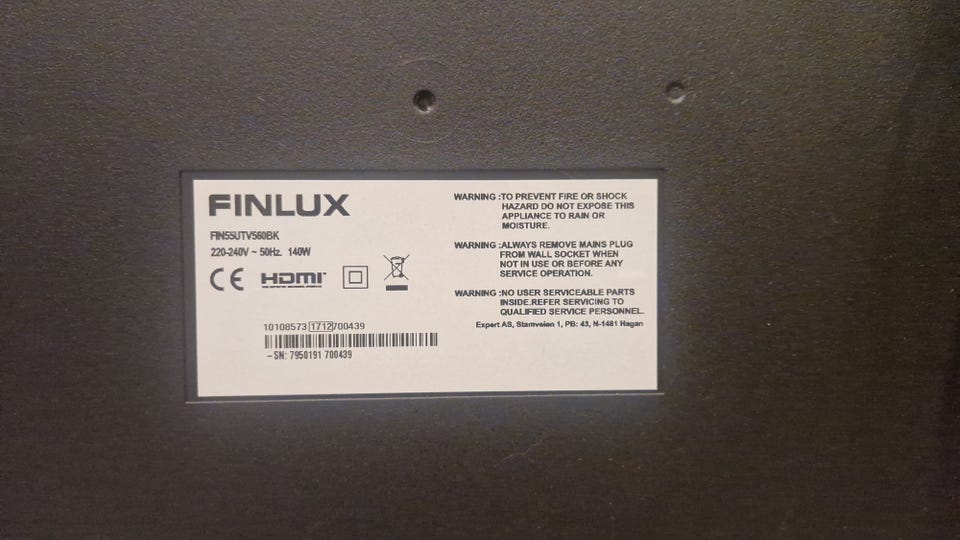 FINLUX
FIN55UTV560BK
220-240V ~ 50Hz. 140W
CE HDMI
10108573 1712 700439
-SN: 7950191 700439
WARNING :TO PREVENT FIRE OR SHOCK
HAZARD DO NOT EXPOSE THIS
APPLIANCE TO RAIN OR
MOISTURE.
WARNING :ALWAYS REMOVE MAINS PLUG
FROM WALL SOCKET WHEN
NOT IN USE OR BEFORE ANY
SERVICE OPERATION.
WARNING :NO USER SERVICEABLE PARTS
INSIDE.REFER SERVICING TO
QUALIFIED SERVICE PERSONNEL.
Expert AS, Stamveien 1, PB: 43, N-1481 Hagan